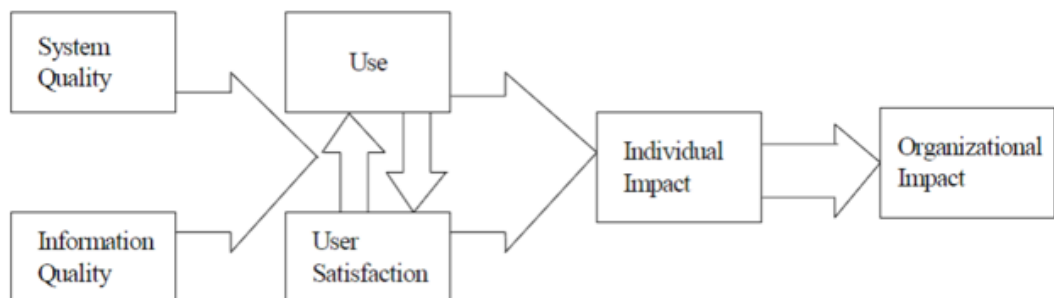 System
Quality
Use
Individual
Impact
Organizational
Impact
Information
Quality
User
Satisfaction